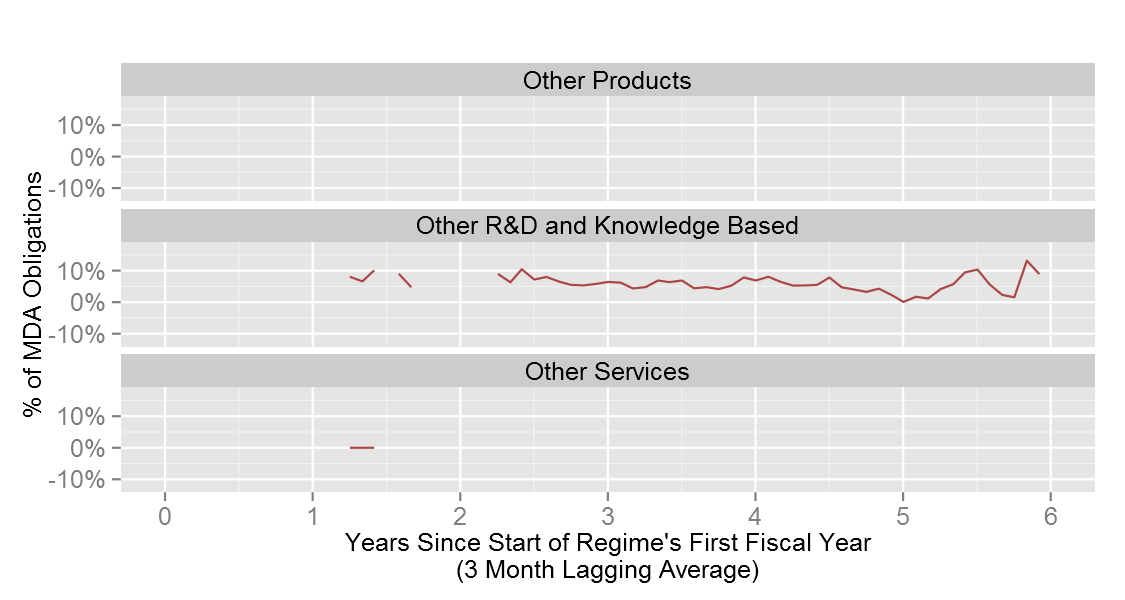 Other Products
10%
0%
-10%
Other R&D and Knowledge Based
10%
0%
-10%
Other Services
10%
0%
-10%
% of MDA Obligations
0 1 2 3 4 5 6
Years Since Start of Regime's First Fiscal Year
(3 Month Lagging Average)